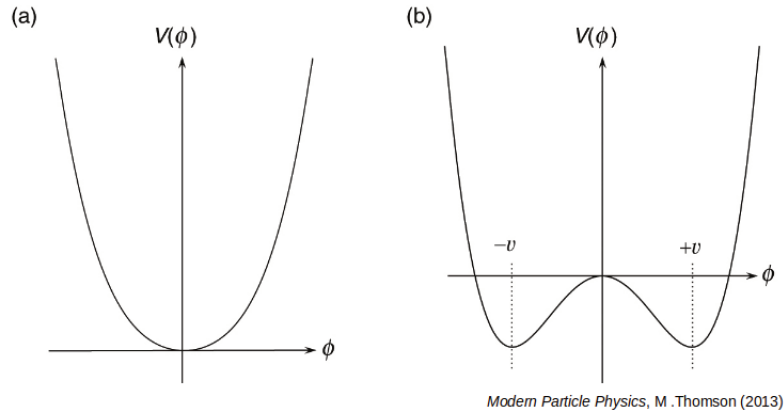 (a)
V(ϕ)
ϕ
(b)
V(ϕ)
−v
+v
ϕ
Modern Particle Physics, M .Thomson (2013)